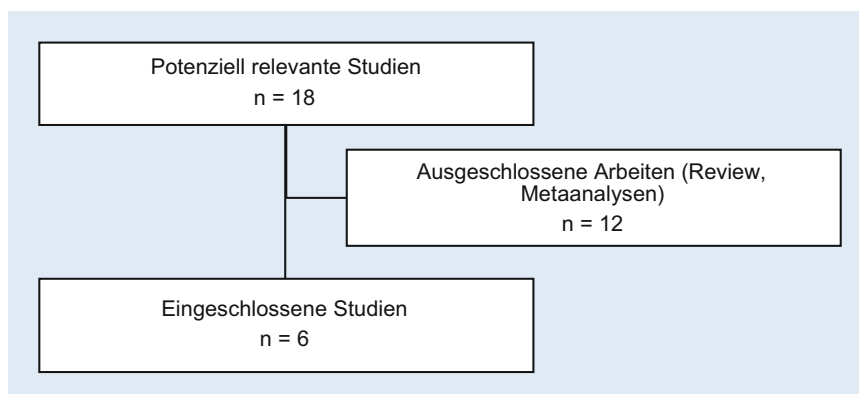 Potenziell relevante Studien
n = 18
Ausgeschlossene Arbeiten (Review,
Metaanalysen)
n = 12
Eingeschlossene Studien
n = 6